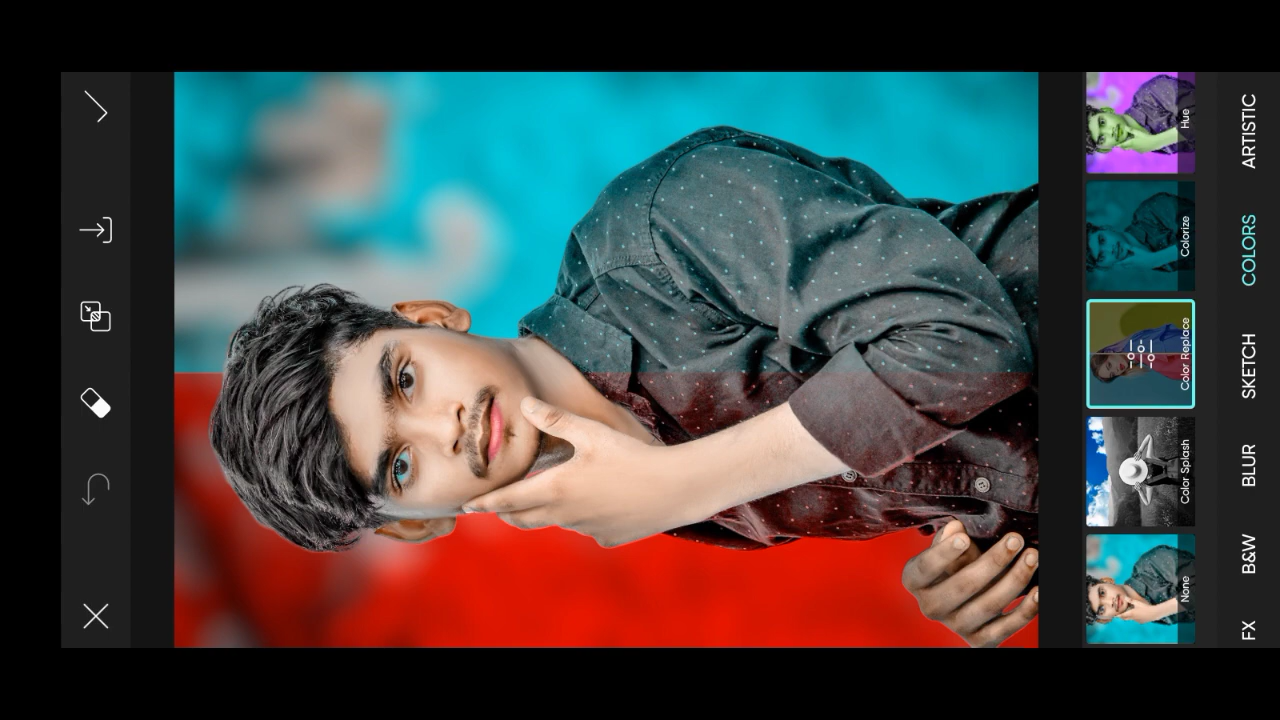 None
Color Splash
Color Replace
Colorize
Hue
FX
B&W
BLUR
SKETCH
COLORS
ARTISTIC